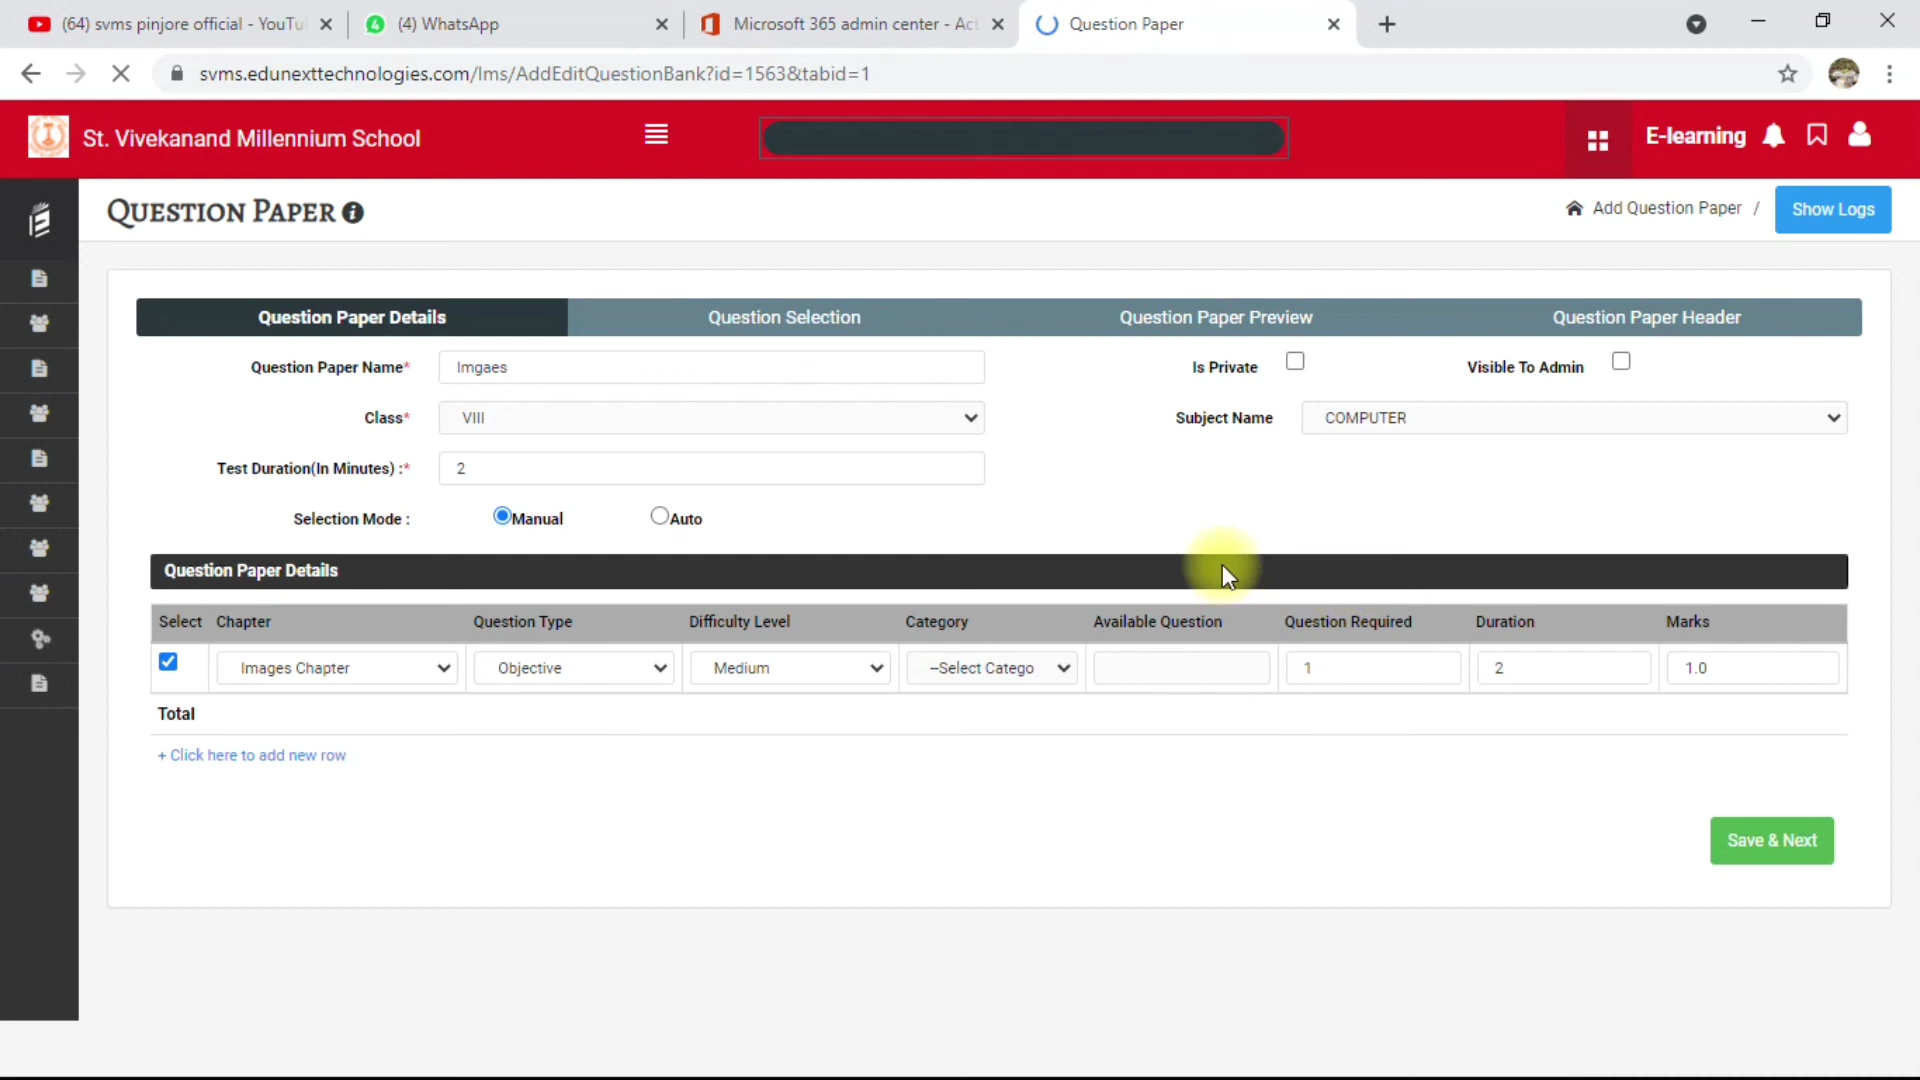 (64) svms pinjore official - YouTu
(4) WhatsApp
Microsoft 365 admin center - Act
Question Paper
svms.edunexttechnologies.com/lms/AddEditQuestionBank?id=1563&tabid=1
St. Vivekanand Millennium School
E-learning
QUESTION PAPER
Add Question Paper /
Show Logs
Question Paper Details
Question Selection
Question Paper Preview
Question Paper Header
Question Paper Name*
Imgaes
Is Private
Visible To Admin
Class*
VIII
Subject Name
COMPUTER
Test Duration(In Minutes) :*
2
Selection Mode :
Manual
Auto
Question Paper Details
Select Chapter Question Type Difficulty Level Category Available Question Question Required Duration Marks
Images Chapter Objective Medium --Select Catego 1 2 1.0
Total
+ Click here to add new row
Save & Next